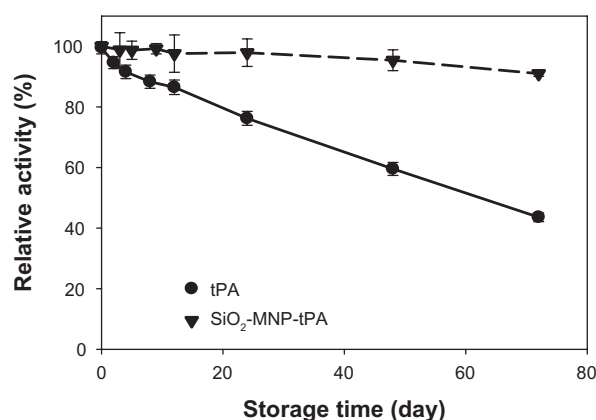 Relative activity (%)
100
80
60
40
20
0
tPA
SiO₂-MNP-tPA
0 20 40 60 80
Storage time (day)